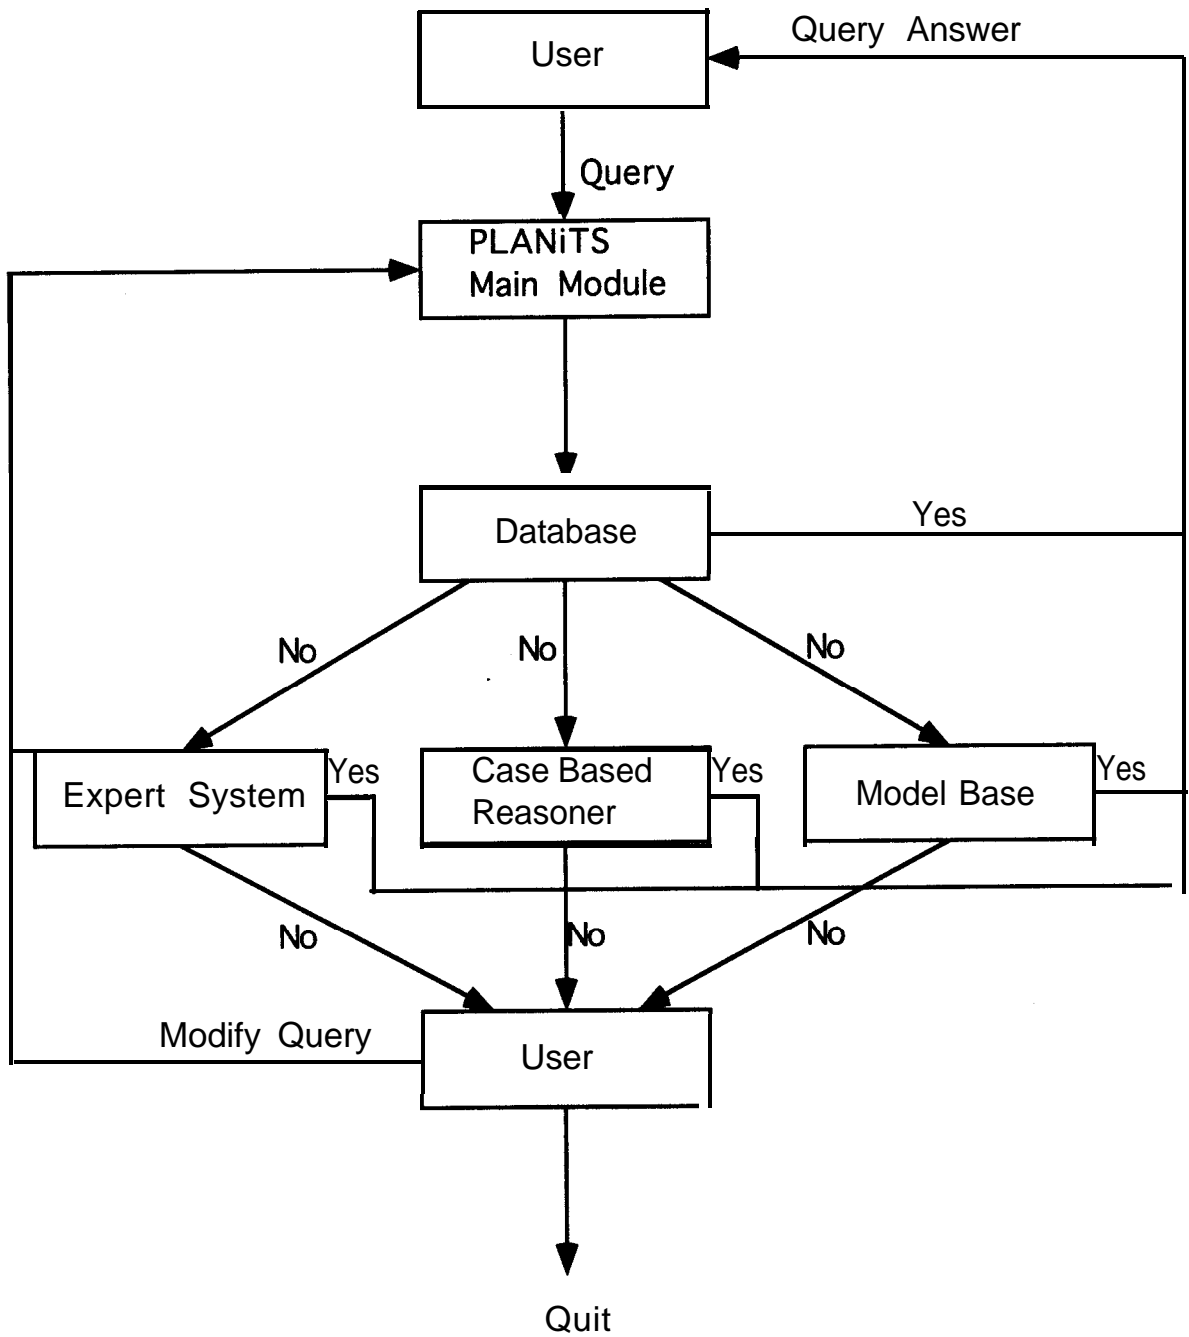 User
Query Answer
Query
PLANiTS
Main Module
Database
Yes
No
No
No
Expert System
Yes
Case Based
Reasoner
Yes
Model Base
Yes
No
No
No
Modify Query
User
Quit